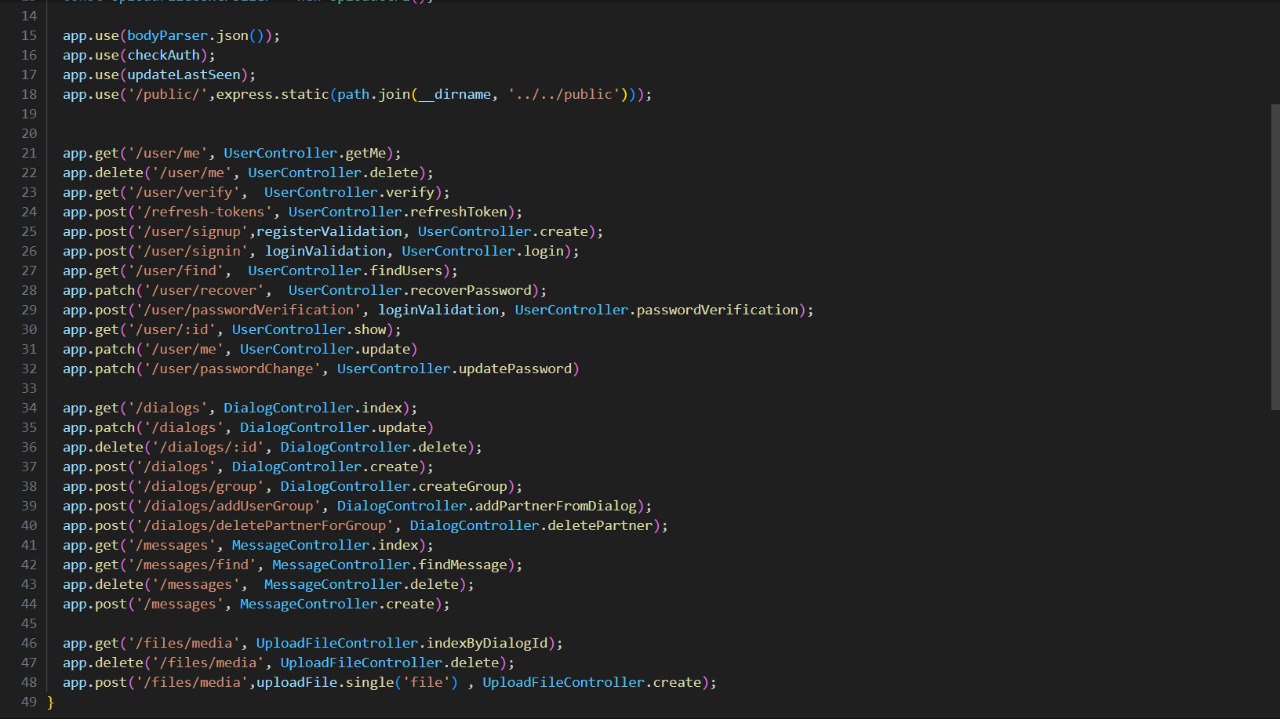 14
15 app.use(bodyParser.json());
16 app.use(checkAuth);
17 app.use(updateLastSeen);
18 app.use('/public/',express.static(path.join(__dirname, '../../public')));
19
20
21 app.get('/user/me', UserController.getMe);
22 app.delete('/user/me', UserController.delete);
23 app.get('/user/verify',  UserController.verify);
24 app.post('/refresh-tokens', UserController.refreshToken);
25 app.post('/user/signup',registerValidation, UserController.create);
26 app.post('/user/signin', loginValidation, UserController.login);
27 app.get('/user/find',  UserController.findUsers);
28 app.patch('/user/recover',  UserController.recoverPassword);
29 app.post('/user/passwordVerification', loginValidation, UserController.passwordVerification);
30 app.get('/user/:id', UserController.show);
31 app.patch('/user/me', UserController.update)
32 app.patch('/user/passwordChange', UserController.updatePassword)
33
34 app.get('/dialogs', DialogController.index);
35 app.patch('/dialogs', DialogController.update)
36 app.delete('/dialogs/:id', DialogController.delete);
37 app.post('/dialogs', DialogController.create);
38 app.post('/dialogs/group', DialogController.createGroup);
39 app.post('/dialogs/addUserGroup', DialogController.addPartnerFromDialog);
40 app.post('/dialogs/deletePartnerForGroup', DialogController.deletePartner);
41 app.get('/messages', MessageController.index);
42 app.get('/messages/find', MessageController.findMessage);
43 app.delete('/messages',  MessageController.delete);
44 app.post('/messages', MessageController.create);
45
46 app.get('/files/media', UploadFileController.indexByDialogId);
47 app.delete('/files/media', UploadFileController.delete);
48 app.post('/files/media',uploadFile.single('file') , UploadFileController.create);
49 }